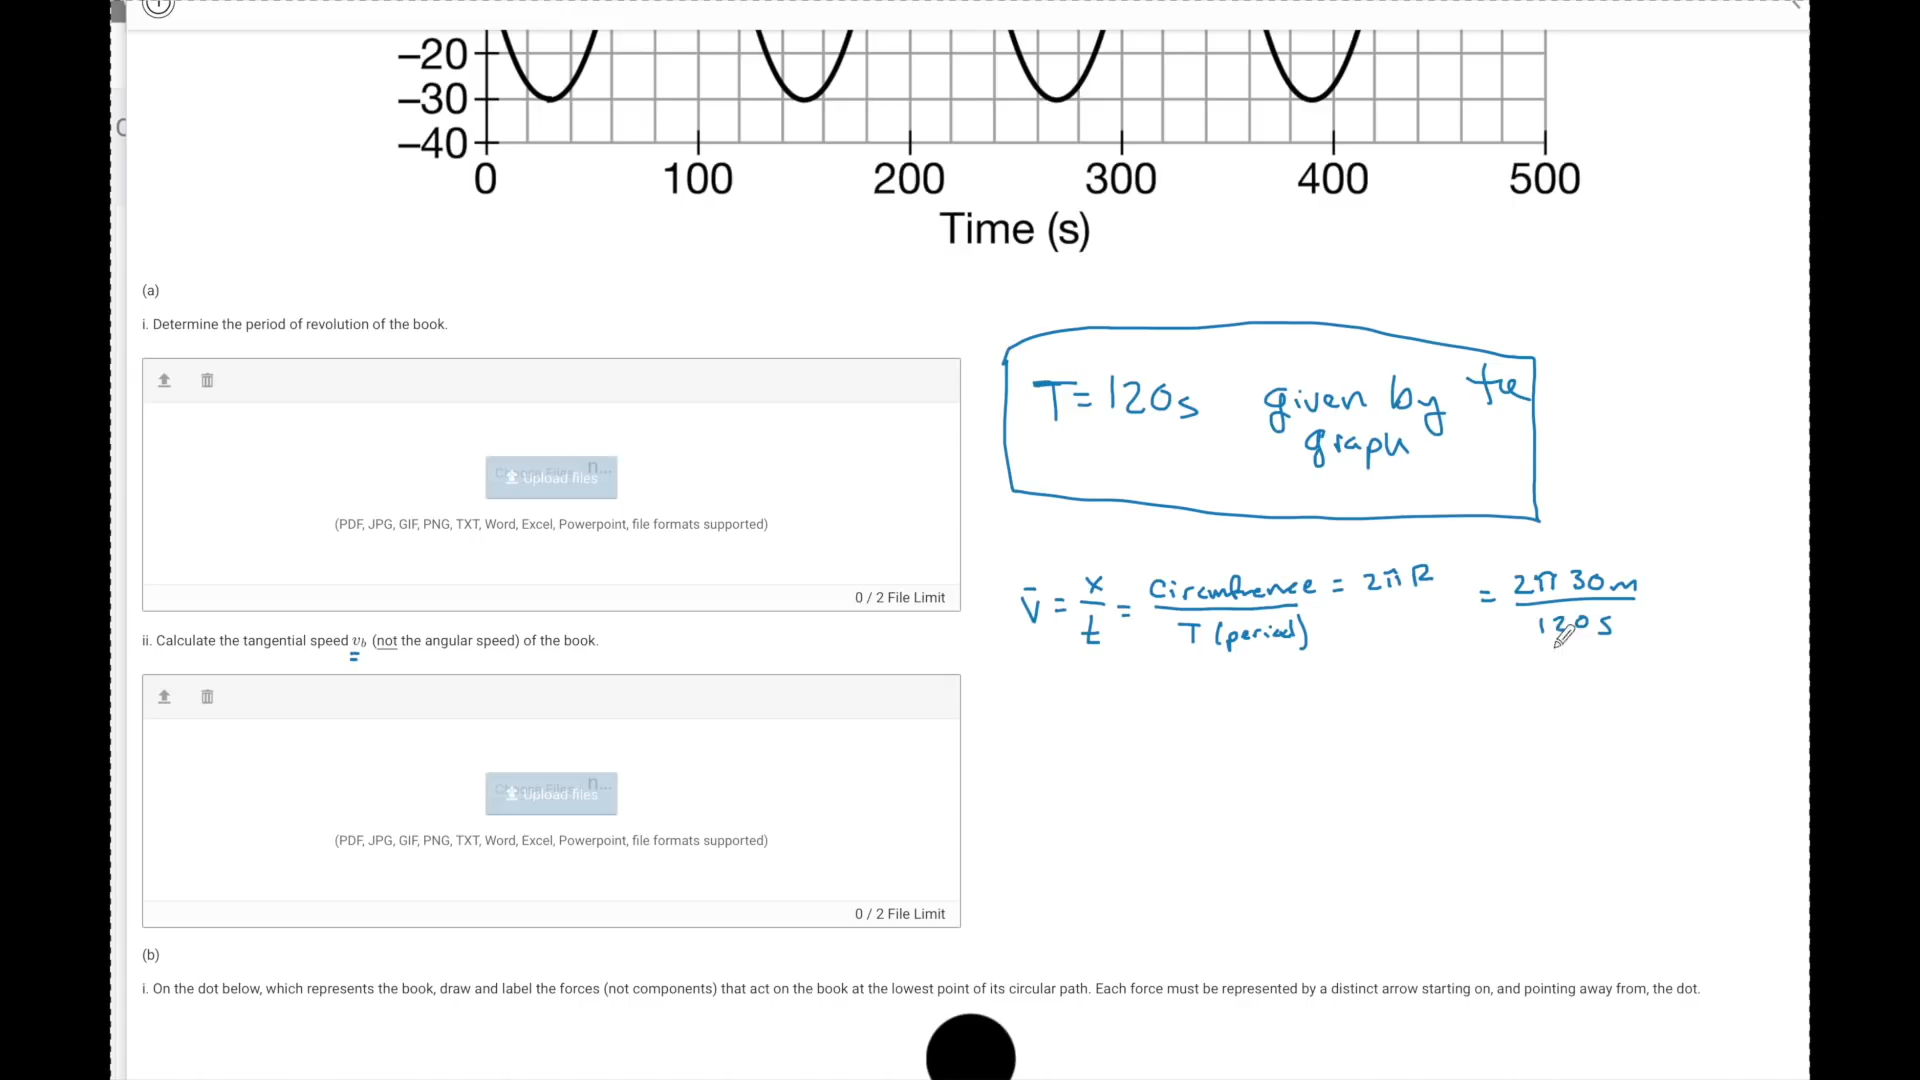 −20
−30
−40
0 100 200 300 400 500
Time (s)
(a)
i. Determine the period of revolution of the book.
T = 120s given by the
graph
Upload files
(PDF, JPG, GIF, PNG, TXT, Word, Excel, Powerpoint, file formats supported)
0 / 2 File Limit
v̄ = x/t = Circumfrence/T (period) = 2πR = 2π 30m/120s
ii. Calculate the tangential speed v_b (not the angular speed) of the book.
=
Upload files
(PDF, JPG, GIF, PNG, TXT, Word, Excel, Powerpoint, file formats supported)
0 / 2 File Limit
(b)
i. On the dot below, which represents the book, draw and label the forces (not components) that act on the book at the lowest point of its circular path. Each force must be represented by a distinct arrow starting on, and pointing away from, the dot.